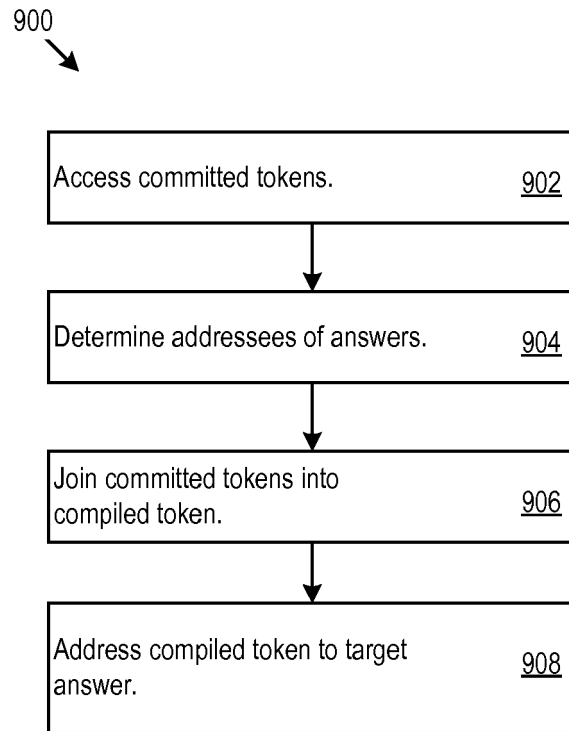 900
Access committed tokens. 902
Determine addressees of answers. 904
Join committed tokens into
compiled token. 906
Address compiled token to target
answer. 908